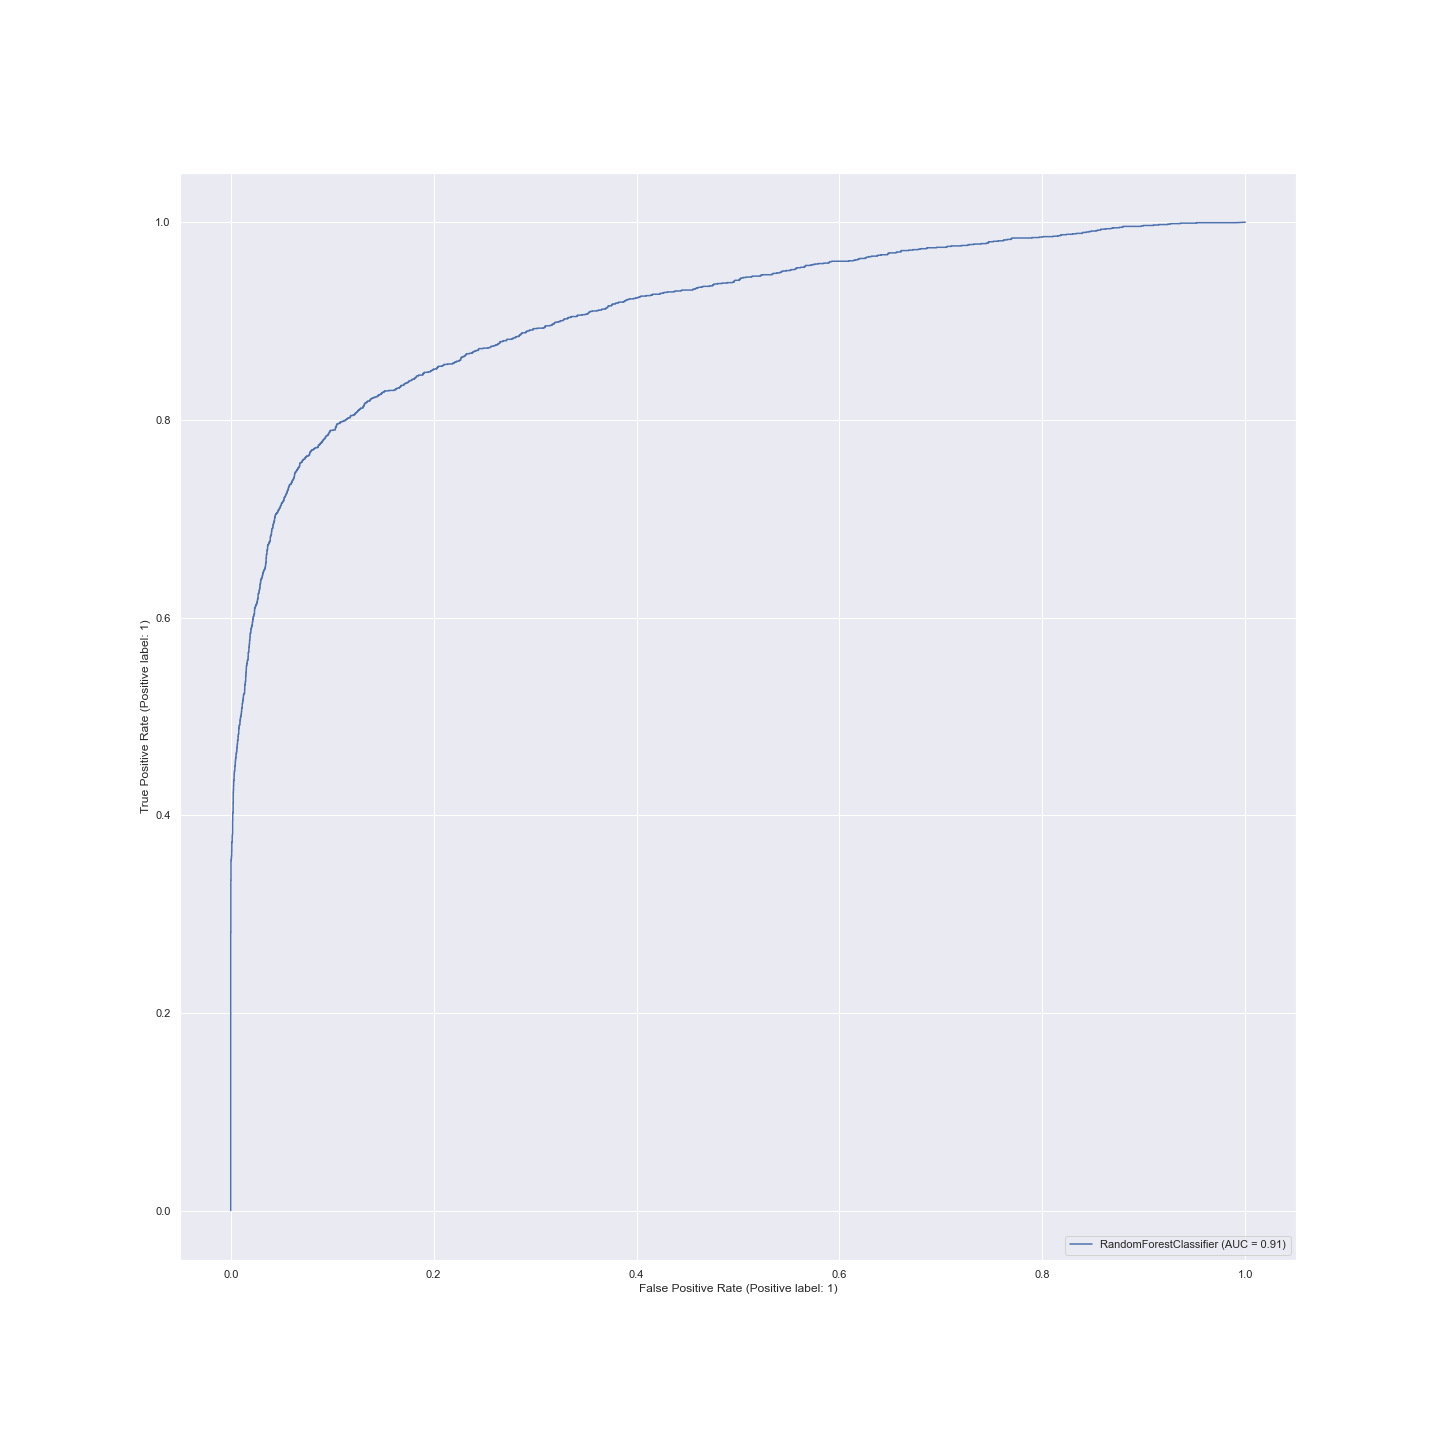 1.0
0.8
0.6
0.4
0.2
0.0
True Positive Rate (Positive label: 1)
RandomForestClassifier (AUC = 0.91)
0.0 0.2 0.4 0.6 0.8 1.0
False Positive Rate (Positive label: 1)